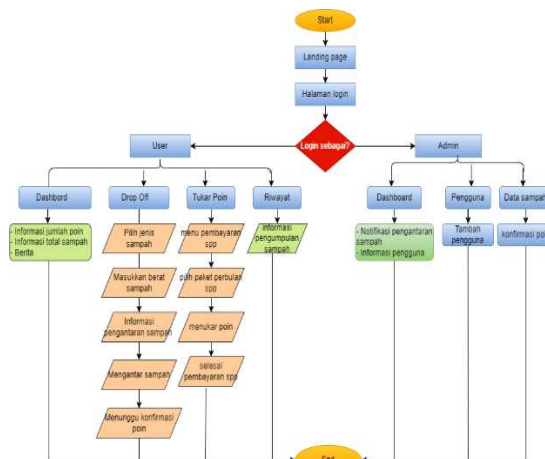 Start
Landing page
Halaman login
Login sebagai?
User
Admin
Dashbord
Drop Off
Tukar Poin
Riwayat
Dashboard
Pengguna
Data sampah
- Informasi jumlah poin
- Informasi total sampah
- Berita
Pilih jenis
sampah
Masukkan berat
sampah
Informasi
pengantaran sampah
Mengantar sampah
Menunggu konfirmasi
poin
menu pembayaran
spp
pilih paket perbulan
spp
menukar poin
selesai
pembayaran spp
informasi
pengumpulan
sampah
- Notifikasi pengantaran
sampah
- Informasi pengguna
Tambah
pengguna
konfirmasi poi
End